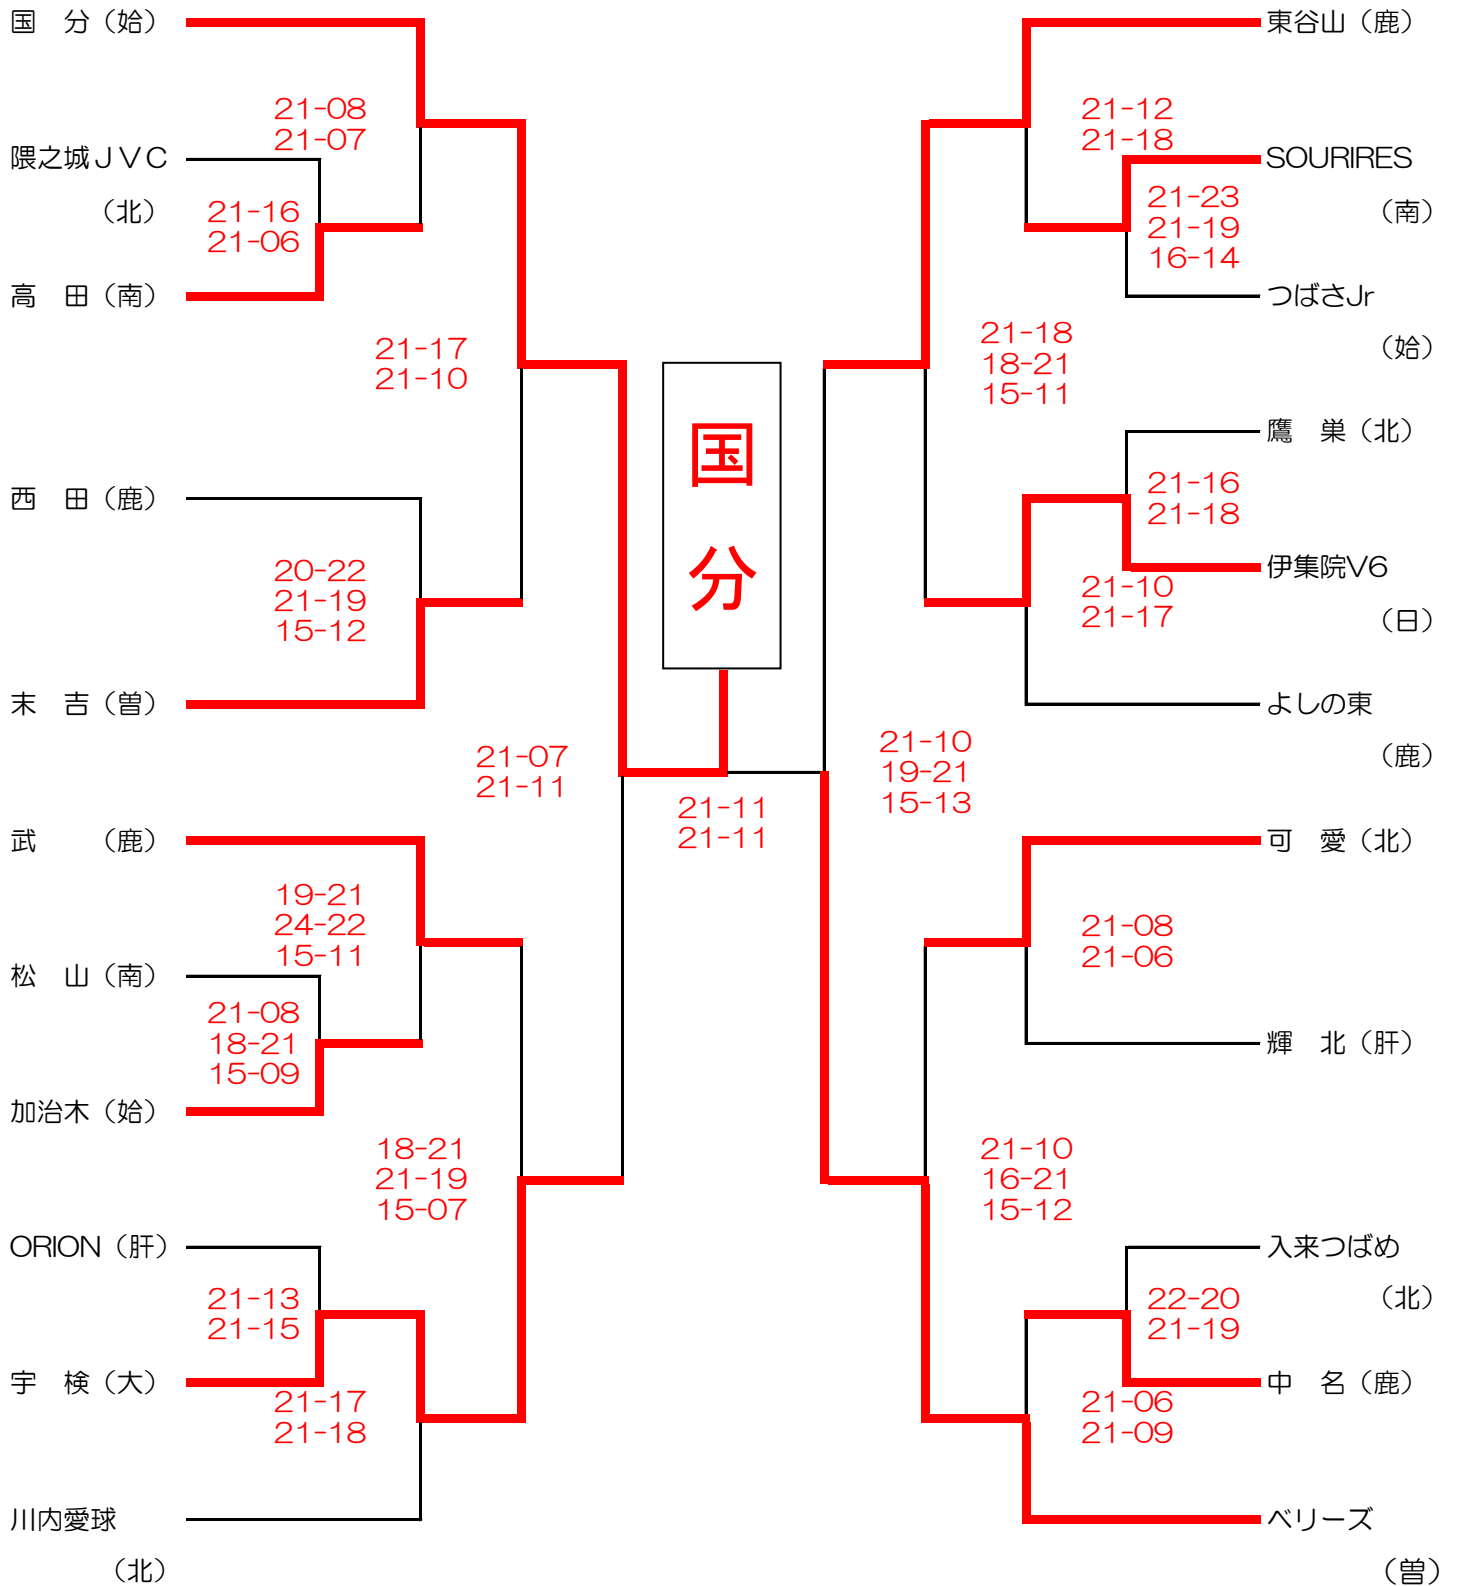 国　分（姶）
21-08
21-07
隈之城ＪＶＣ
（北）
21-16
21-06
高　田（南）
21-17
21-10
西　田（鹿）
20-22
21-19
15-12
末　吉（曽）
21-07
21-11
武　　（鹿）
19-21
24-22
15-11
松　山（南）
21-08
18-21
15-09
加治木（姶）
18-21
21-19
15-07
ORION（肝）
21-13
21-15
宇　検（大）
21-17
21-18
川内愛球
（北）
国
分
21-11
21-11
東谷山（鹿）
21-12
21-18
SOURIRES
（南）
21-23
21-19
16-14
つばさJr
（姶）
21-18
18-21
15-11
鷹　巣（北）
21-16
21-18
伊集院V6
（日）
21-10
21-17
よしの東
（鹿）
21-10
19-21
15-13
可　愛（北）
21-08
21-06
輝　北（肝）
21-10
16-21
15-12
入来つばめ
（北）
22-20
21-19
中　名（鹿）
21-06
21-09
ベリーズ
（曽）